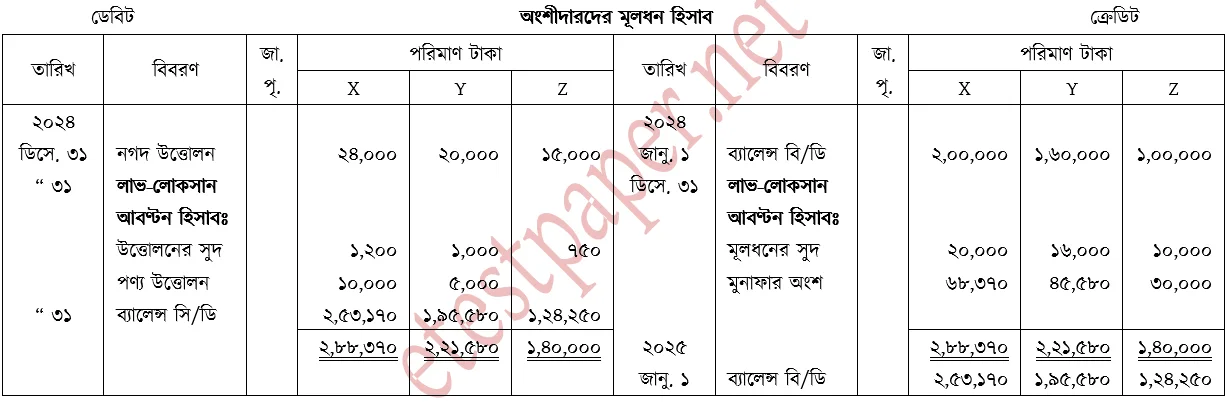 ডেবিট অংশীদারদের মূলধন হিসাব ক্রেডিট
তারিখ বিবরণ জা. পৃ. পরিমাণ টাকা তারিখ বিবরণ জা. পৃ. পরিমাণ টাকা
X Y Z X Y Z
২০২৪ ২০২৪
ডিসে. ৩১ নগদ উত্তোলন ২৪,০০০ ২০,০০০ ১৫,০০০ জানু. ১ ব্যালেন্স বি/ডি ২,০০,০০০ ১,৬০,০০০ ১,০০,০০০
“ ৩১ লাভ-লোকসান ডিসে. ৩১ লাভ-লোকসান
আবণ্টন হিসাবঃ আবণ্টন হিসাবঃ
উত্তোলনের সুদ ১,২০০ ১,০০০ ৭৫০ মূলধনের সুদ ২০,০০০ ১৬,০০০ ১০,০০০
পণ্য উত্তোলন ১০,০০০ ৫,০০০ মুনাফার অংশ ৬৮,৩৭০ ৪৫,৫৮০ ৩০,০০০
“ ৩১ ব্যালেন্স সি/ডি ২,৫৩,১৭০ ১,৯৫,৫৮০ ১,২৪,২৫০
২,৮৮,৩৭০ ২,২১,৫৮০ ১,৪০,০০০ ২০২৫ ২,৮৮,৩৭০ ২,২১,৫৮০ ১,৪০,০০০
জানু. ১ ব্যালেন্স বি/ডি ২,৫৩,১৭০ ১,৯৫,৫৮০ ১,২৪,২৫০
etestpaper.net